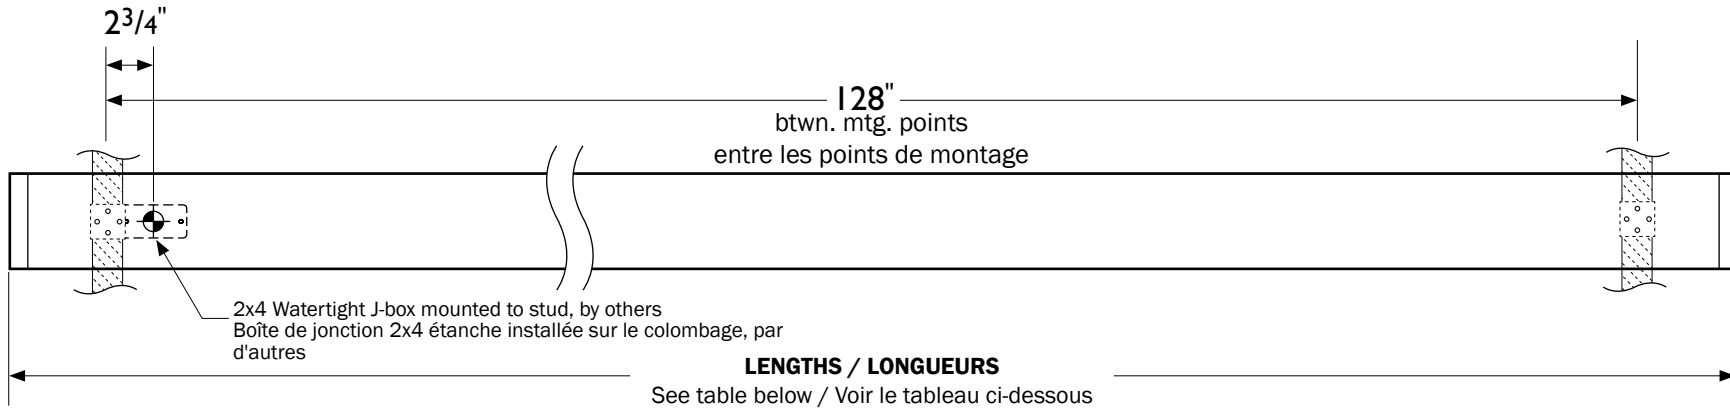 2 3/4"
128"
btwn. mtg. points
entre les points de montage
2x4 Watertight J-box mounted to stud, by others
Boîte de jonction 2x4 étanche installée sur le colombage, par
d'autres
LENGTHS / LONGUEURS
See table below / Voir le tableau ci-dessous